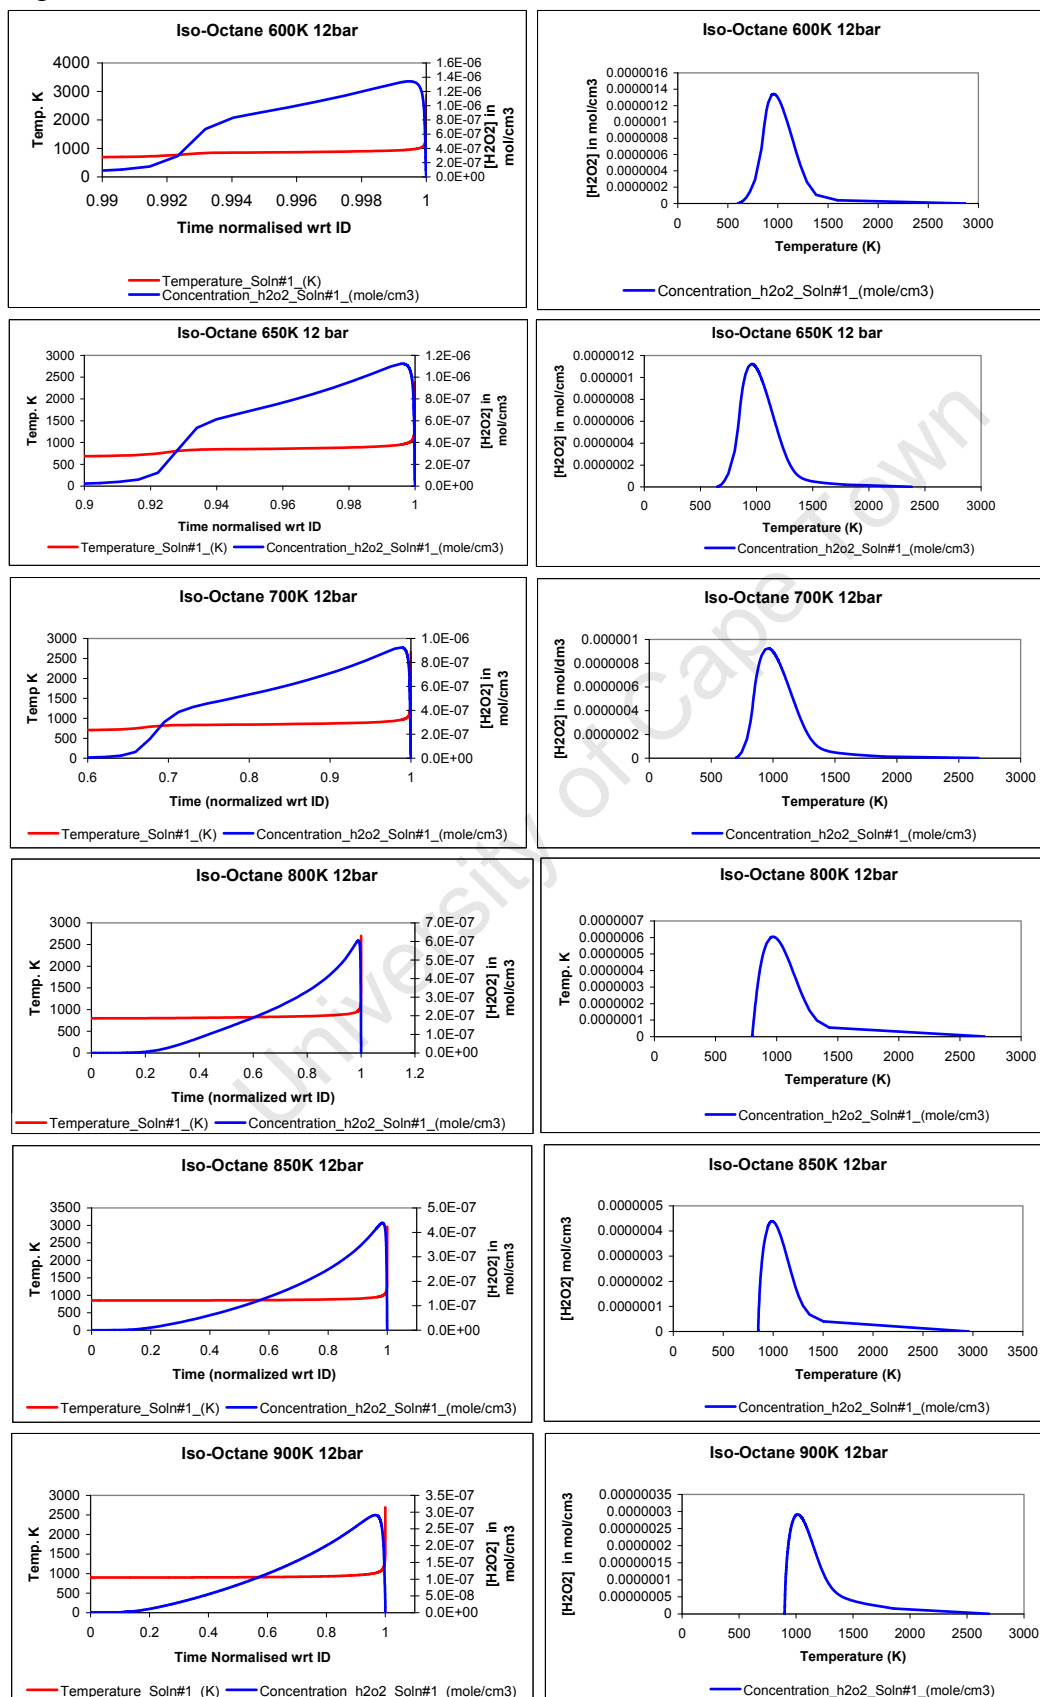 Iso-Octane 600K 12bar
4000
3000
2000
1000
0
Temp. K
1.6E-06
1.4E-06
1.2E-06
1.0E-06
8.0E-07
6.0E-07
4.0E-07
2.0E-07
0.0E+00
[H2O2] in
mol/cm3
0.99 0.992 0.994 0.996 0.998 1
Time normalised wrt ID
Temperature_Soln#1_(K)
Concentration_h2o2_Soln#1_(mole/cm3)
Iso-Octane 600K 12bar
[H2O2] in mol/cm3
0.0000016
0.0000014
0.0000012
0.000001
0.0000008
0.0000006
0.0000004
0.0000002
0
0 500 1000 1500 2000 2500 3000
Temperature (K)
Concentration_h2o2_Soln#1_(mole/cm3)
Iso-Octane 650K 12 bar
3000
2500
2000
1500
1000
500
0
Temp. K
1.2E-06
1.0E-06
8.0E-07
6.0E-07
4.0E-07
2.0E-07
0.0E+00
[H2O2] in
mol/cm3
0.9 0.92 0.94 0.96 0.98 1
Time normalised wrt ID
Temperature_Soln#1_(K) Concentration_h2o2_Soln#1_(mole/cm3)
Iso-Octane 650K 12 bar
[H2O2] in mol/cm3
0.0000012
0.000001
0.0000008
0.0000006
0.0000004
0.0000002
0
0 500 1000 1500 2000 2500 3000
Temperature (K)
Concentration_h2o2_Soln#1_(mole/cm3)
Iso-Octane 700K 12bar
3000
2500
2000
1500
1000
500
0
Temp K
1.0E-06
8.0E-07
6.0E-07
4.0E-07
2.0E-07
0.0E+00
[H2O2] in
mol/cm3
0.6 0.7 0.8 0.9 1
Time (normalized wrt ID)
Temperature_Soln#1_(K) Concentration_h2o2_Soln#1_(mole/cm3)
Iso-Octane 700K 12bar
[H2O2] in mol/dm3
0.000001
0.0000008
0.0000006
0.0000004
0.0000002
0
0 500 1000 1500 2000 2500 3000
Temperature (K)
Concentration_h2o2_Soln#1_(mole/cm3)
Iso-Octane 800K 12bar
3000
2500
2000
1500
1000
500
0
Temp. K
7.0E-07
6.0E-07
5.0E-07
4.0E-07
3.0E-07
2.0E-07
1.0E-07
0.0E+00
[H2O2] in
mol/cm3
0 0.2 0.4 0.6 0.8 1 1.2
Time (normalized wrt ID)
Temperature_Soln#1_(K) Concentration_h2o2_Soln#1_(mole/cm3)
Iso-Octane 800K 12bar
Temp. K
0.0000007
0.0000006
0.0000005
0.0000004
0.0000003
0.0000002
0.0000001
0
0 500 1000 1500 2000 2500 3000
Temperature (K)
Concentration_h2o2_Soln#1_(mole/cm3)
Iso-Octane 850K 12bar
3500
3000
2500
2000
1500
1000
500
0
Temp. K
5.0E-07
4.0E-07
3.0E-07
2.0E-07
1.0E-07
0.0E+00
[H2O2] in
mol/cm3
0 0.2 0.4 0.6 0.8 1
Time (normalized wrt ID)
Temperature_Soln#1_(K) Concentration_h2o2_Soln#1_(mole/cm3)
Iso-Octane 850K 12bar
[H2O2] mol/cm3
0.0000005
0.0000004
0.0000003
0.0000002
0.0000001
0
0 500 1000 1500 2000 2500 3000 3500
Temperature (K)
Concentration_h2o2_Soln#1_(mole/cm3)
Iso-Octane 900K 12bar
3000
2500
2000
1500
1000
500
0
Temp. K
3.5E-07
3.0E-07
2.5E-07
2.0E-07
1.5E-07
1.0E-07
5.0E-08
0.0E+00
[H2O2] in
mol/cm3
0 0.2 0.4 0.6 0.8 1
Time Normalised wrt ID
Temperature_Soln#1_(K) Concentration_h2o2_Soln#1_(mole/cm3)
Iso-Octane 900K 12bar
[H2O2] in mol/cm3
0.00000035
0.0000003
0.00000025
0.0000002
0.00000015
0.0000001
0.00000005
0
0 500 1000 1500 2000 2500 3000
Temperature (K)
Concentration_h2o2_Soln#1_(mole/cm3)
University of Cape Town